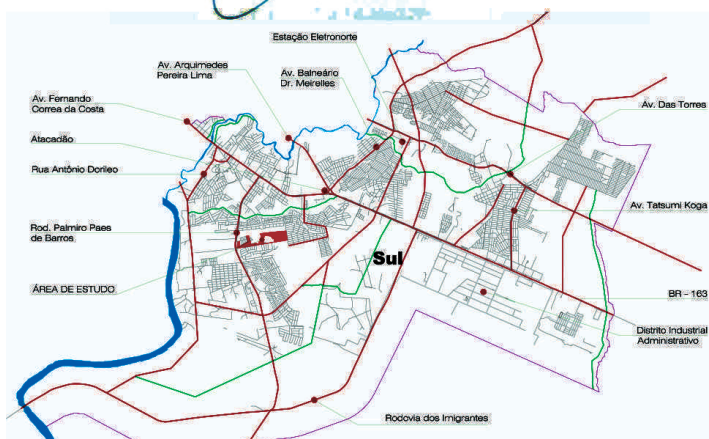 Estação Eletronorte
Av. Arquimedes
Pereira Lima
Av. Balneário
Dr. Meirelles
Av. Fernando
Correa da Costa
Av. Das Torres
Atacadão
Rua Antônio Dorileo
Av. Tatsumi Koga
Rod. Palmiro Paes
de Barros
Sul
ÁREA DE ESTUDO
BR - 163
Distrito Industrial
Administrativo
Rodovia dos Imigrantes